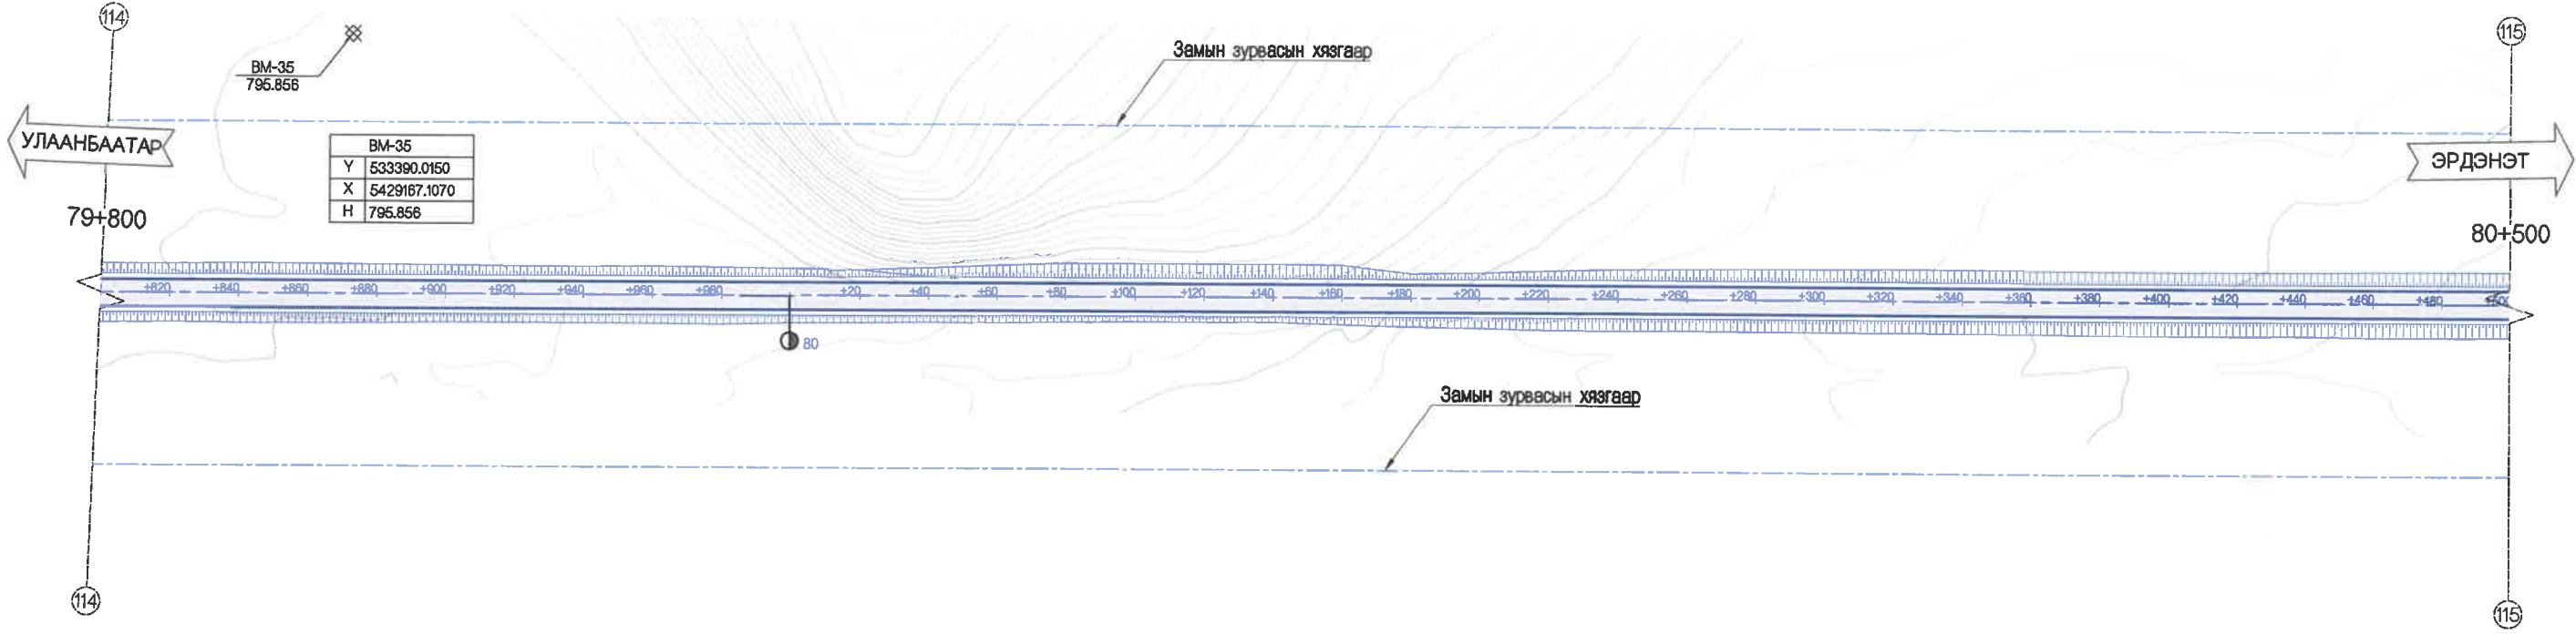 114
115
BM-35
795.856
Замын зурвасын хязгаар
УЛААНБААТАР
ЭРДЭНЭТ
BM-35
Y 533390.0150
X 5429167.1070
H 795.856
79+800
80+500
+820 +840 +860 +880 +900 +920 +940 +960 +980 +20 +40 +60 +80 +100 +120 +140 +160 +180 +200 +220 +240 +260 +280 +300 +320 +340 +360 +380 +400 +420 +440 +460 +480 +500
80
Замын зурвасын хязгаар
114
115